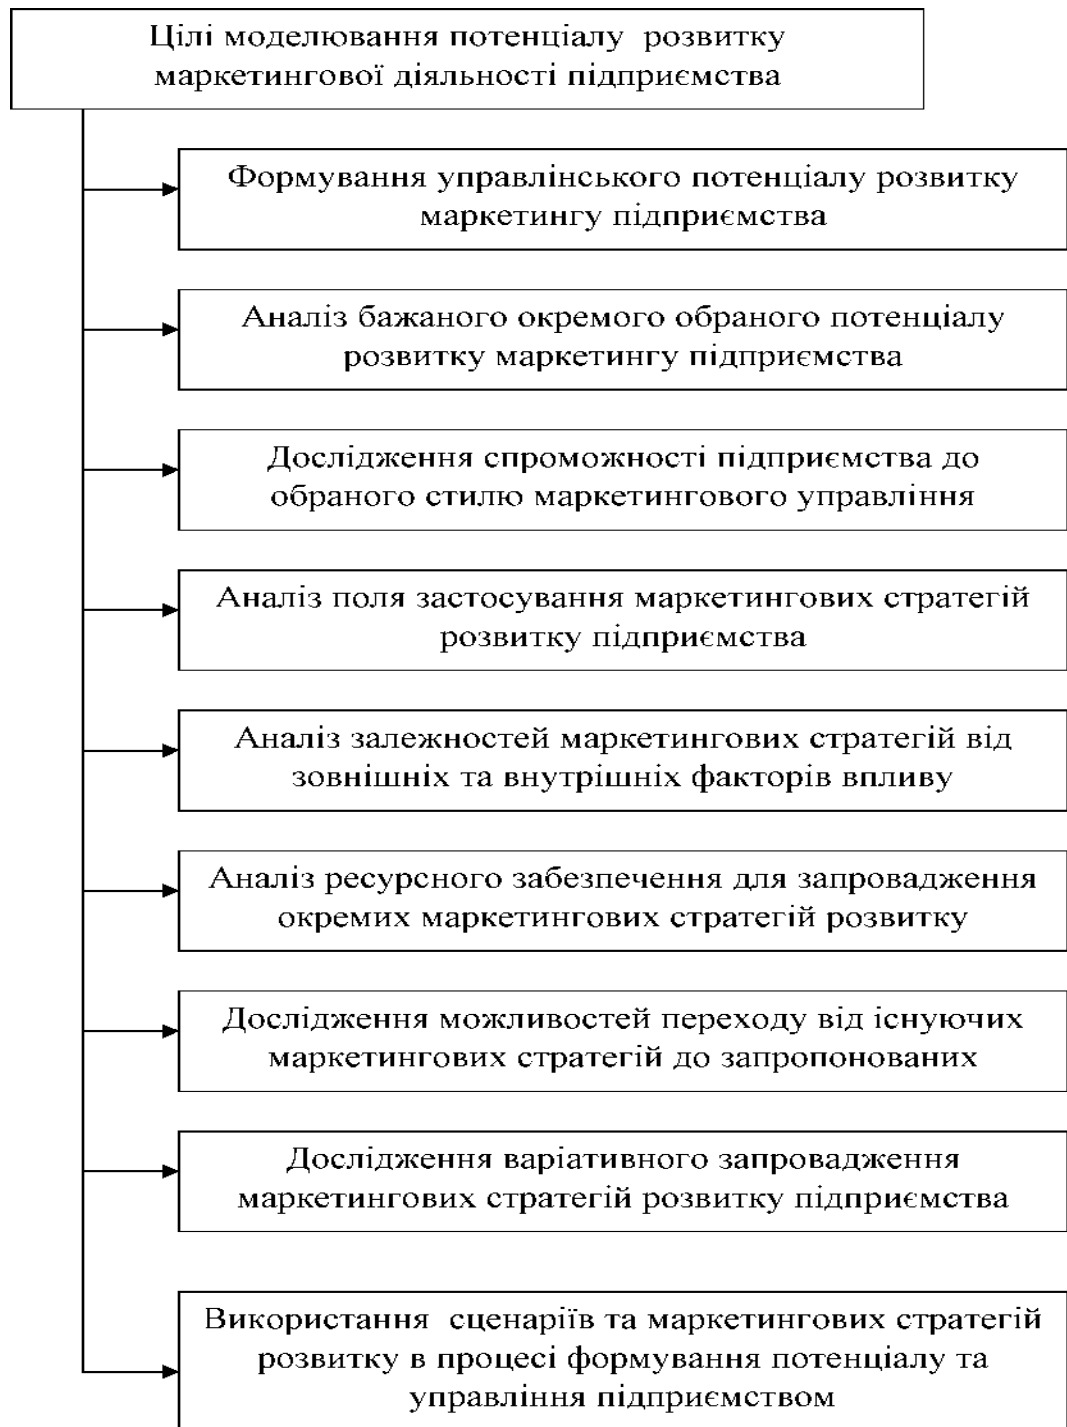 Цілі моделювання потенціалу розвитку
маркетингової діяльності підприємства
Формування управлінського потенціалу розвитку
маркетингу підприємства
Аналіз бажаного окремого обраного потенціалу
розвитку маркетингу підприємства
Дослідження спроможності підприємства до
обраного стилю маркетингового управління
Аналіз поля застосування маркетингових стратегій
розвитку підприємства
Аналіз залежностей маркетингових стратегій від
зовнішніх та внутрішніх факторів впливу
Аналіз ресурсного забезпечення для запровадження
окремих маркетингових стратегій розвитку
Дослідження можливостей переходу від існуючих
маркетингових стратегій до запропонованих
Дослідження варіативного запровадження
маркетингових стратегій розвитку підприємства
Використання сценаріїв та маркетингових стратегій
розвитку в процесі формування потенціалу та
управління підприємством